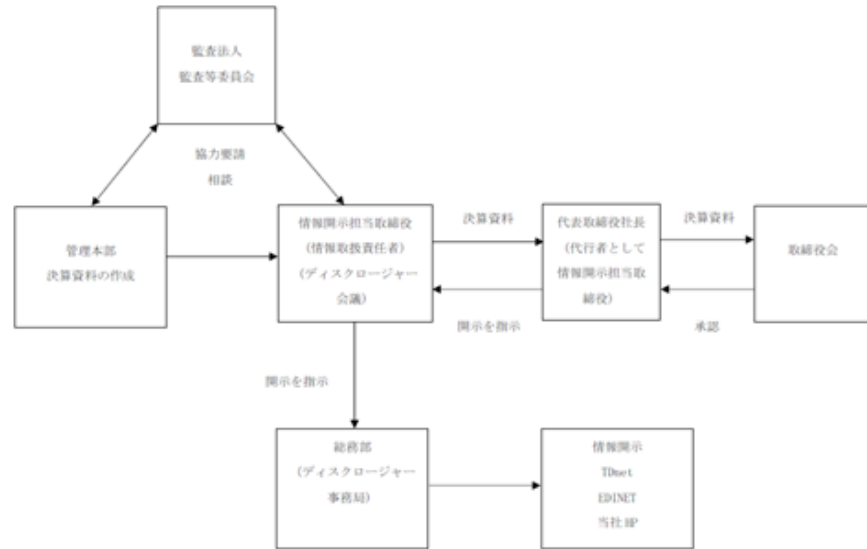 監査法人
監査等委員会
協力要請
相談
管理本部
決算資料の作成
情報開示担当取締役
(情報取扱責任者)
(ディスクロージャー
会議)
決算資料
開示を指示
代表取締役社長
(代行者として
情報開示担当取
締役)
決算資料
承認
取締役会
開示を指示
総務部
(ディスクロージャー
事務局)
情報開示
TDnet
EDINET
当社 HP